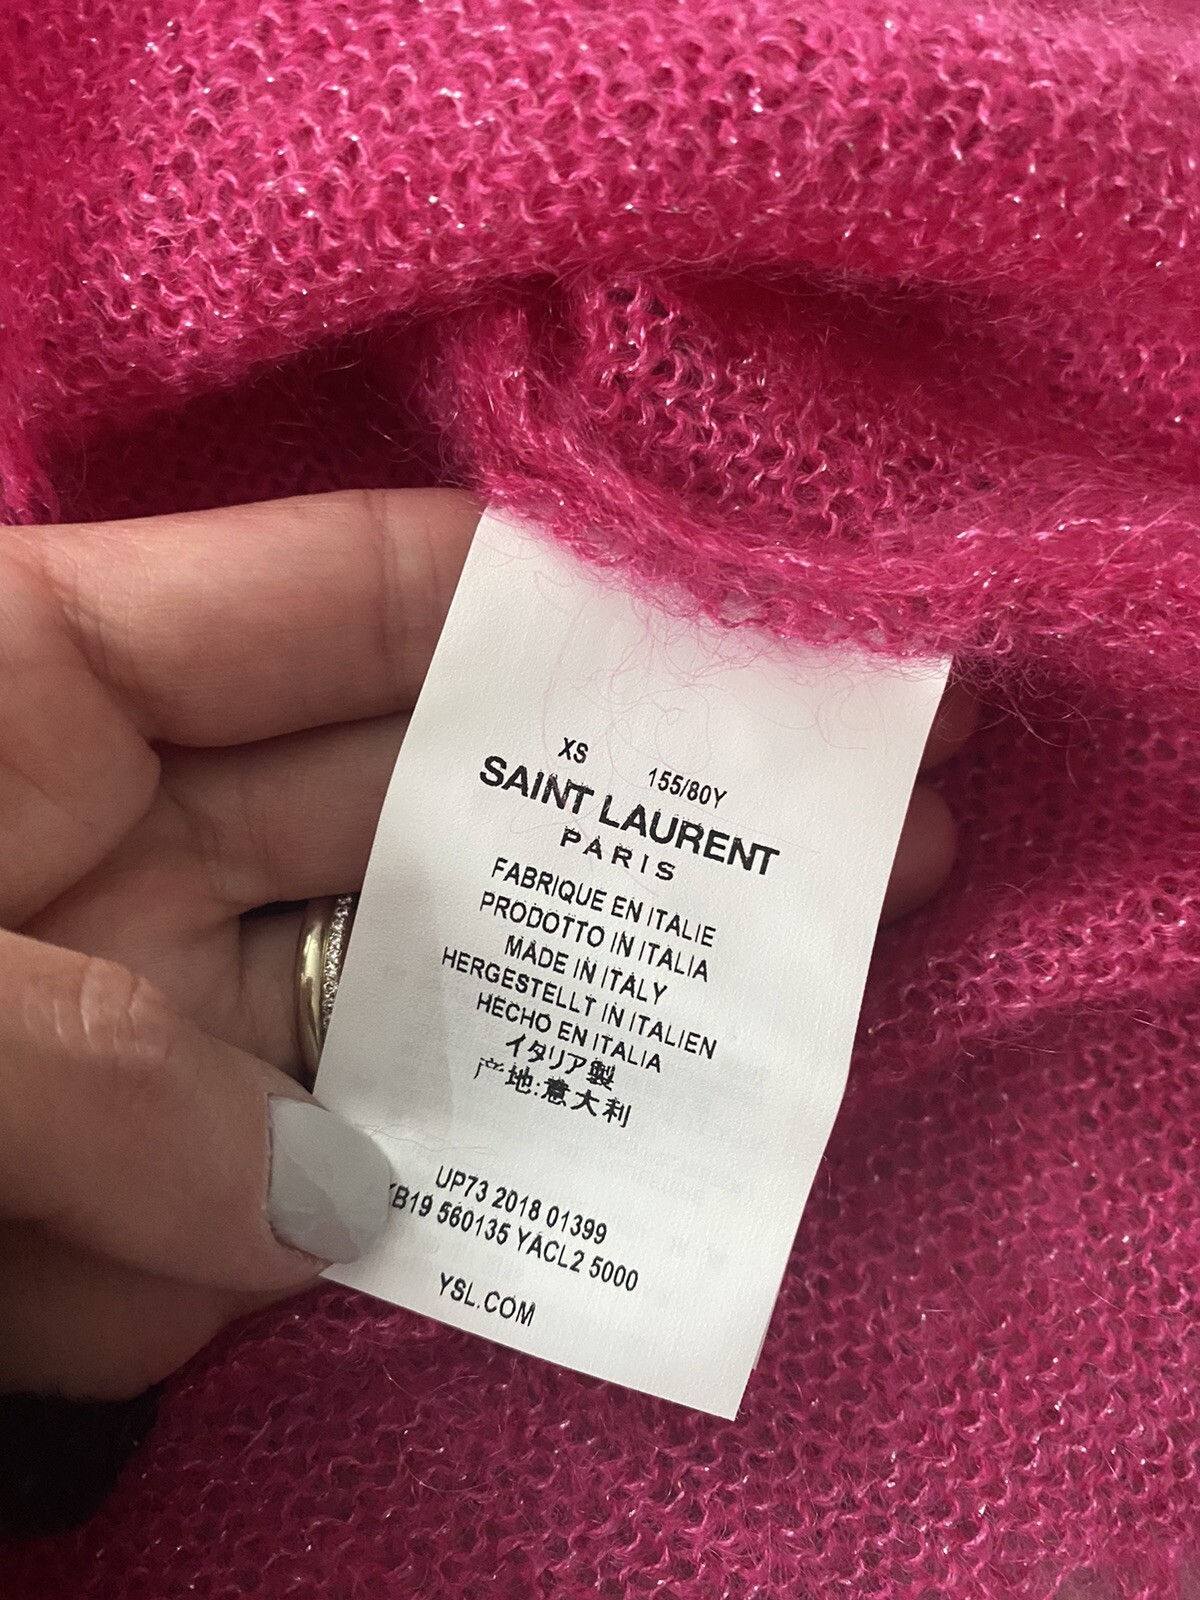 XS 155/80Y
SAINT LAURENT
PARIS
FABRIQUE EN ITALIE
PRODOTTO IN ITALIA
MADE IN ITALY
HERGESTELLT IN ITALIEN
HECHO EN ITALIA
イタリア製
产地:意大利
UP73 2018 01399
560135 YACL2 5000
YSL.COM